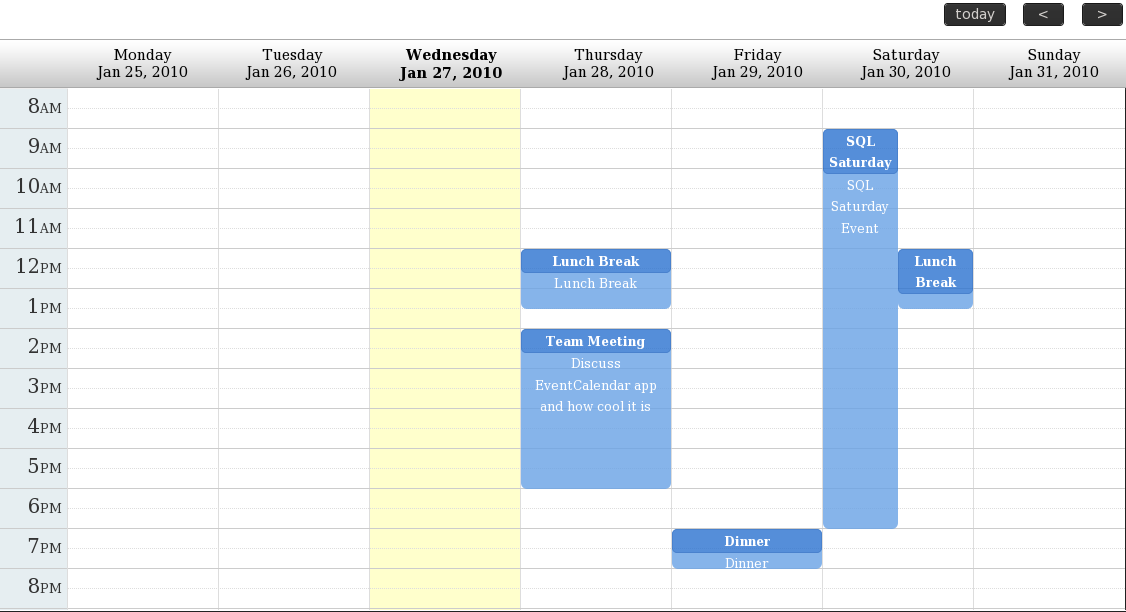 today < >
Monday Tuesday Wednesday Thursday Friday Saturday Sunday
Jan 25, 2010 Jan 26, 2010 Jan 27, 2010 Jan 28, 2010 Jan 29, 2010 Jan 30, 2010 Jan 31, 2010
8AM
9AM
10AM
11AM
12PM
1PM
2PM
3PM
4PM
5PM
6PM
7PM
8PM
Lunch Break
Lunch Break
Team Meeting
Discuss
EventCalendar app
and how cool it is
Dinner
Dinner
SQL
Saturday
SQL
Saturday
Event
Lunch
Break